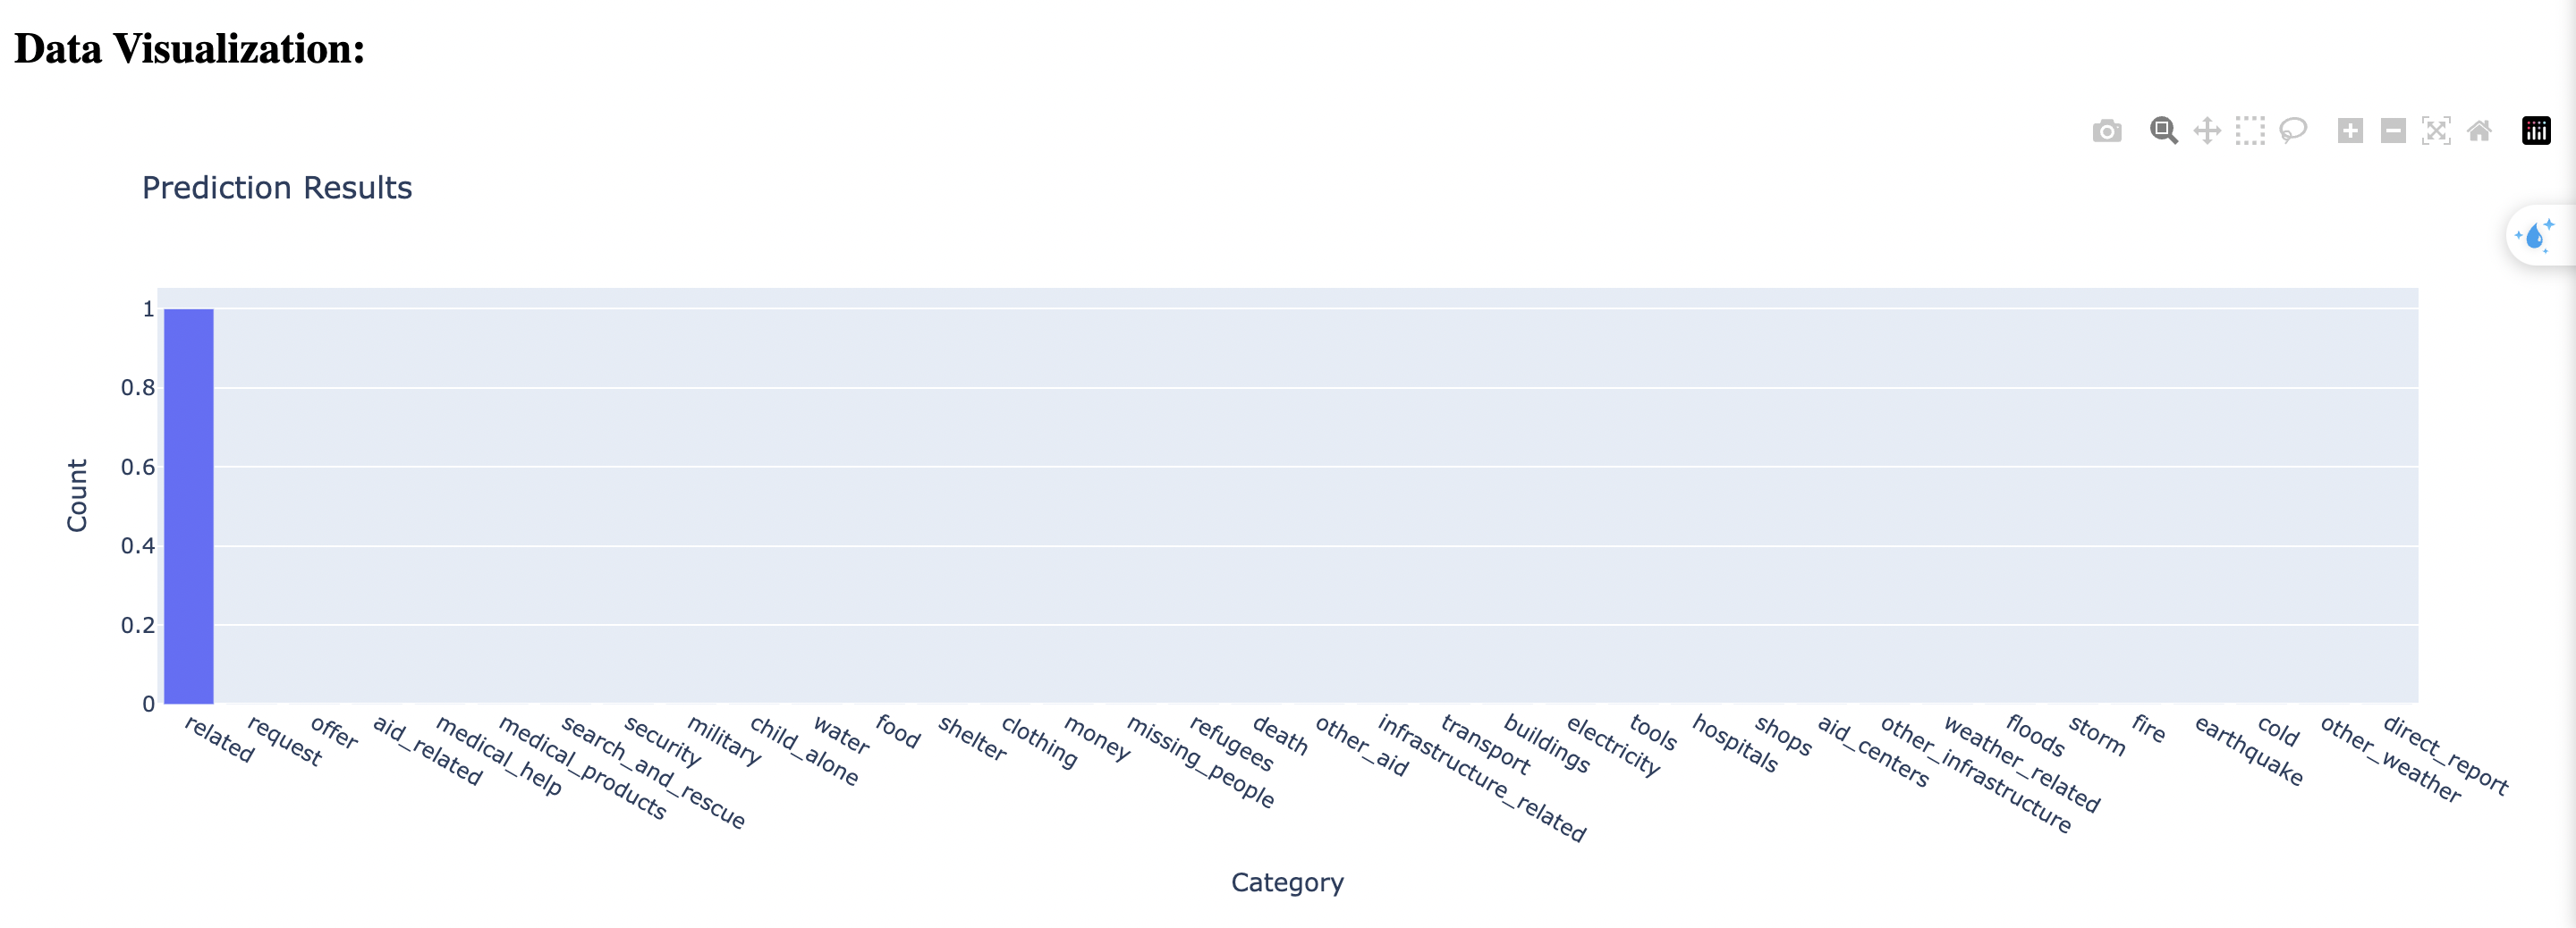 Data Visualization:
Prediction Results
1
0.8
0.6
0.4
0.2
0
Count
related
request
offer
aid_related
medical_help
medical_products
search_and_rescue
security
military
child_alone
water
food
shelter
clothing
money
missing_people
refugees
death
other_aid
infrastructure_related
transport
buildings
electricity
tools
hospitals
shops
aid_centers
other_infrastructure
weather_related
floods
storm
fire
earthquake
cold
other_weather
direct_report
Category